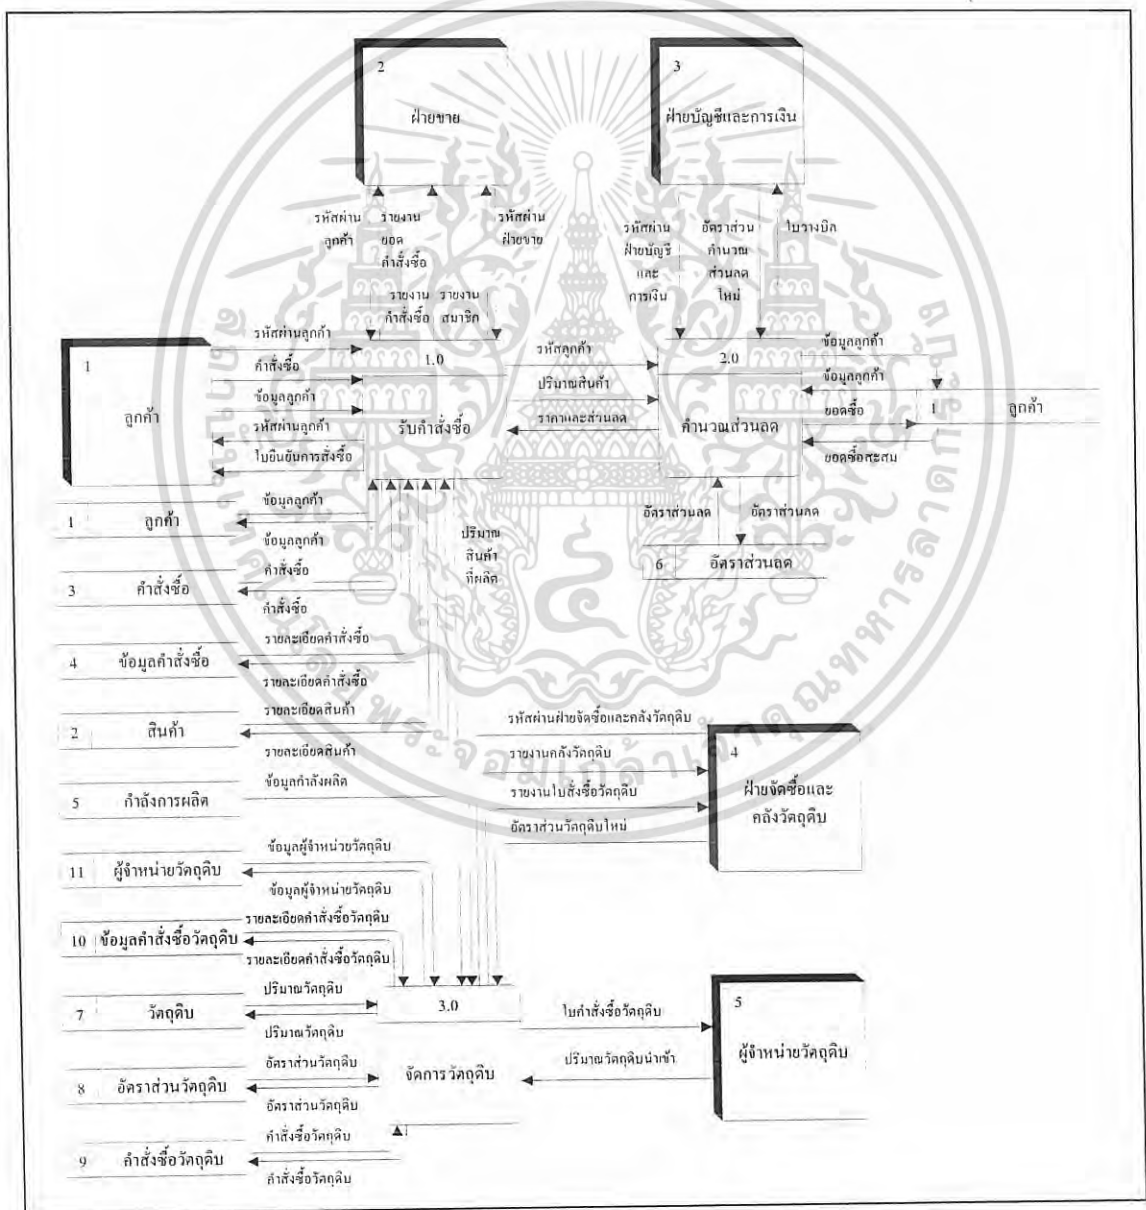 2
ฝ่ายขาย
3
ฝ่ายบัญชีและการเงิน
รหัสผ่าน
ลูกค้า
รายงาน
ยอด
คำสั่งซื้อ
รหัสผ่าน
ฝ่ายขาย
รหัสผ่าน
ฝ่ายบัญชี
และ
การเงิน
อัตราส่วน
คำนวณ
ส่วนลด
ใหม่
ใบวางบิล
รายงาน
คำสั่งซื้อ
รายงาน
สมาชิก
1
ลูกค้า
รหัสผ่านลูกค้า
คำสั่งซื้อ
ข้อมูลลูกค้า
รหัสผ่านลูกค้า
ใบยืนยันการสั่งซื้อ
1.0
รับคำสั่งซื้อ
รหัสลูกค้า
ปริมาณสินค้า
ราคาและส่วนลด
2.0
คำนวณส่วนลด
ข้อมูลลูกค้า
ข้อมูลลูกค้า
ยอดซื้อ
ยอดซื้อสะสม
1
ลูกค้า
1
ลูกค้า
ข้อมูลลูกค้า
ข้อมูลลูกค้า
ปริมาณ
สินค้า
ที่ผลิต
อัตราส่วนลด
อัตราส่วนลด
6
อัตราส่วนลด
3
คำสั่งซื้อ
คำสั่งซื้อ
คำสั่งซื้อ
4
ข้อมูลคำสั่งซื้อ
รายละเอียดคำสั่งซื้อ
รายละเอียดคำสั่งซื้อ
2
สินค้า
รายละเอียดสินค้า
รายละเอียดสินค้า
5
กำลังการผลิต
ข้อมูลกำลังผลิต
รหัสผ่านฝ่ายจัดซื้อและคลังวัตถุดิบ
รายงานคลังวัตถุดิบ
รายงานใบสั่งซื้อวัตถุดิบ
อัตราส่วนวัตถุดิบใหม่
4
ฝ่ายจัดซื้อและ
คลังวัตถุดิบ
11
ผู้จำหน่ายวัตถุดิบ
ข้อมูลผู้จำหน่ายวัตถุดิบ
ข้อมูลผู้จำหน่ายวัตถุดิบ
10
ข้อมูลคำสั่งซื้อวัตถุดิบ
รายละเอียดคำสั่งซื้อวัตถุดิบ
รายละเอียดคำสั่งซื้อวัตถุดิบ
7
วัตถุดิบ
ปริมาณวัตถุดิบ
ปริมาณวัตถุดิบ
3.0
จัดการวัตถุดิบ
ใบคำสั่งซื้อวัตถุดิบ
ปริมาณวัตถุดิบนำเข้า
5
ผู้จำหน่ายวัตถุดิบ
8
อัตราส่วนวัตถุดิบ
อัตราส่วนวัตถุดิบ
อัตราส่วนวัตถุดิบ
9
คำสั่งซื้อวัตถุดิบ
คำสั่งซื้อวัตถุดิบ
คำสั่งซื้อวัตถุดิบ
สถาบันเทคโนโลยีพระจอมเกล้าเจ้าคุณทหารลาดกระบัง